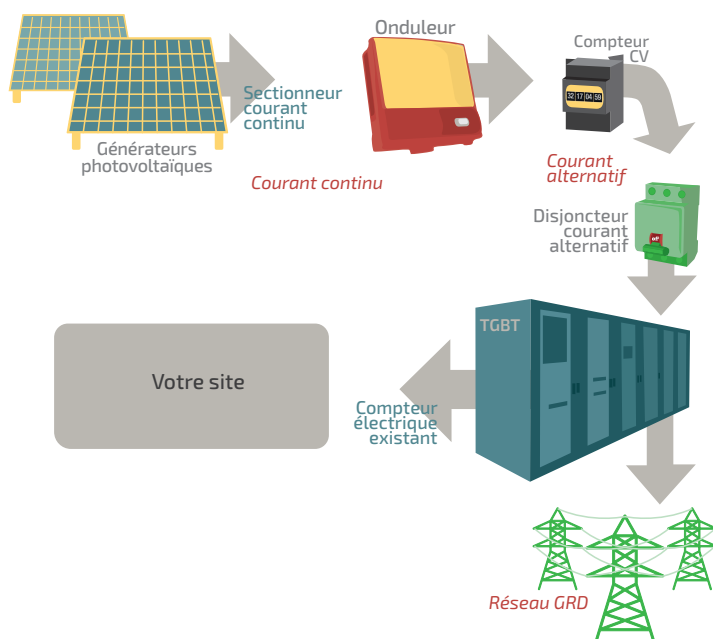 Générateurs
photovoltaïques
Sectionneur
courant
continu
Courant continu
Onduleur
Compteur
CV
32 17 04 59
Courant
alternatif
Disjoncteur
courant
alternatif
off
TGBT
Votre site
Compteur
électrique
existant
Réseau GRD